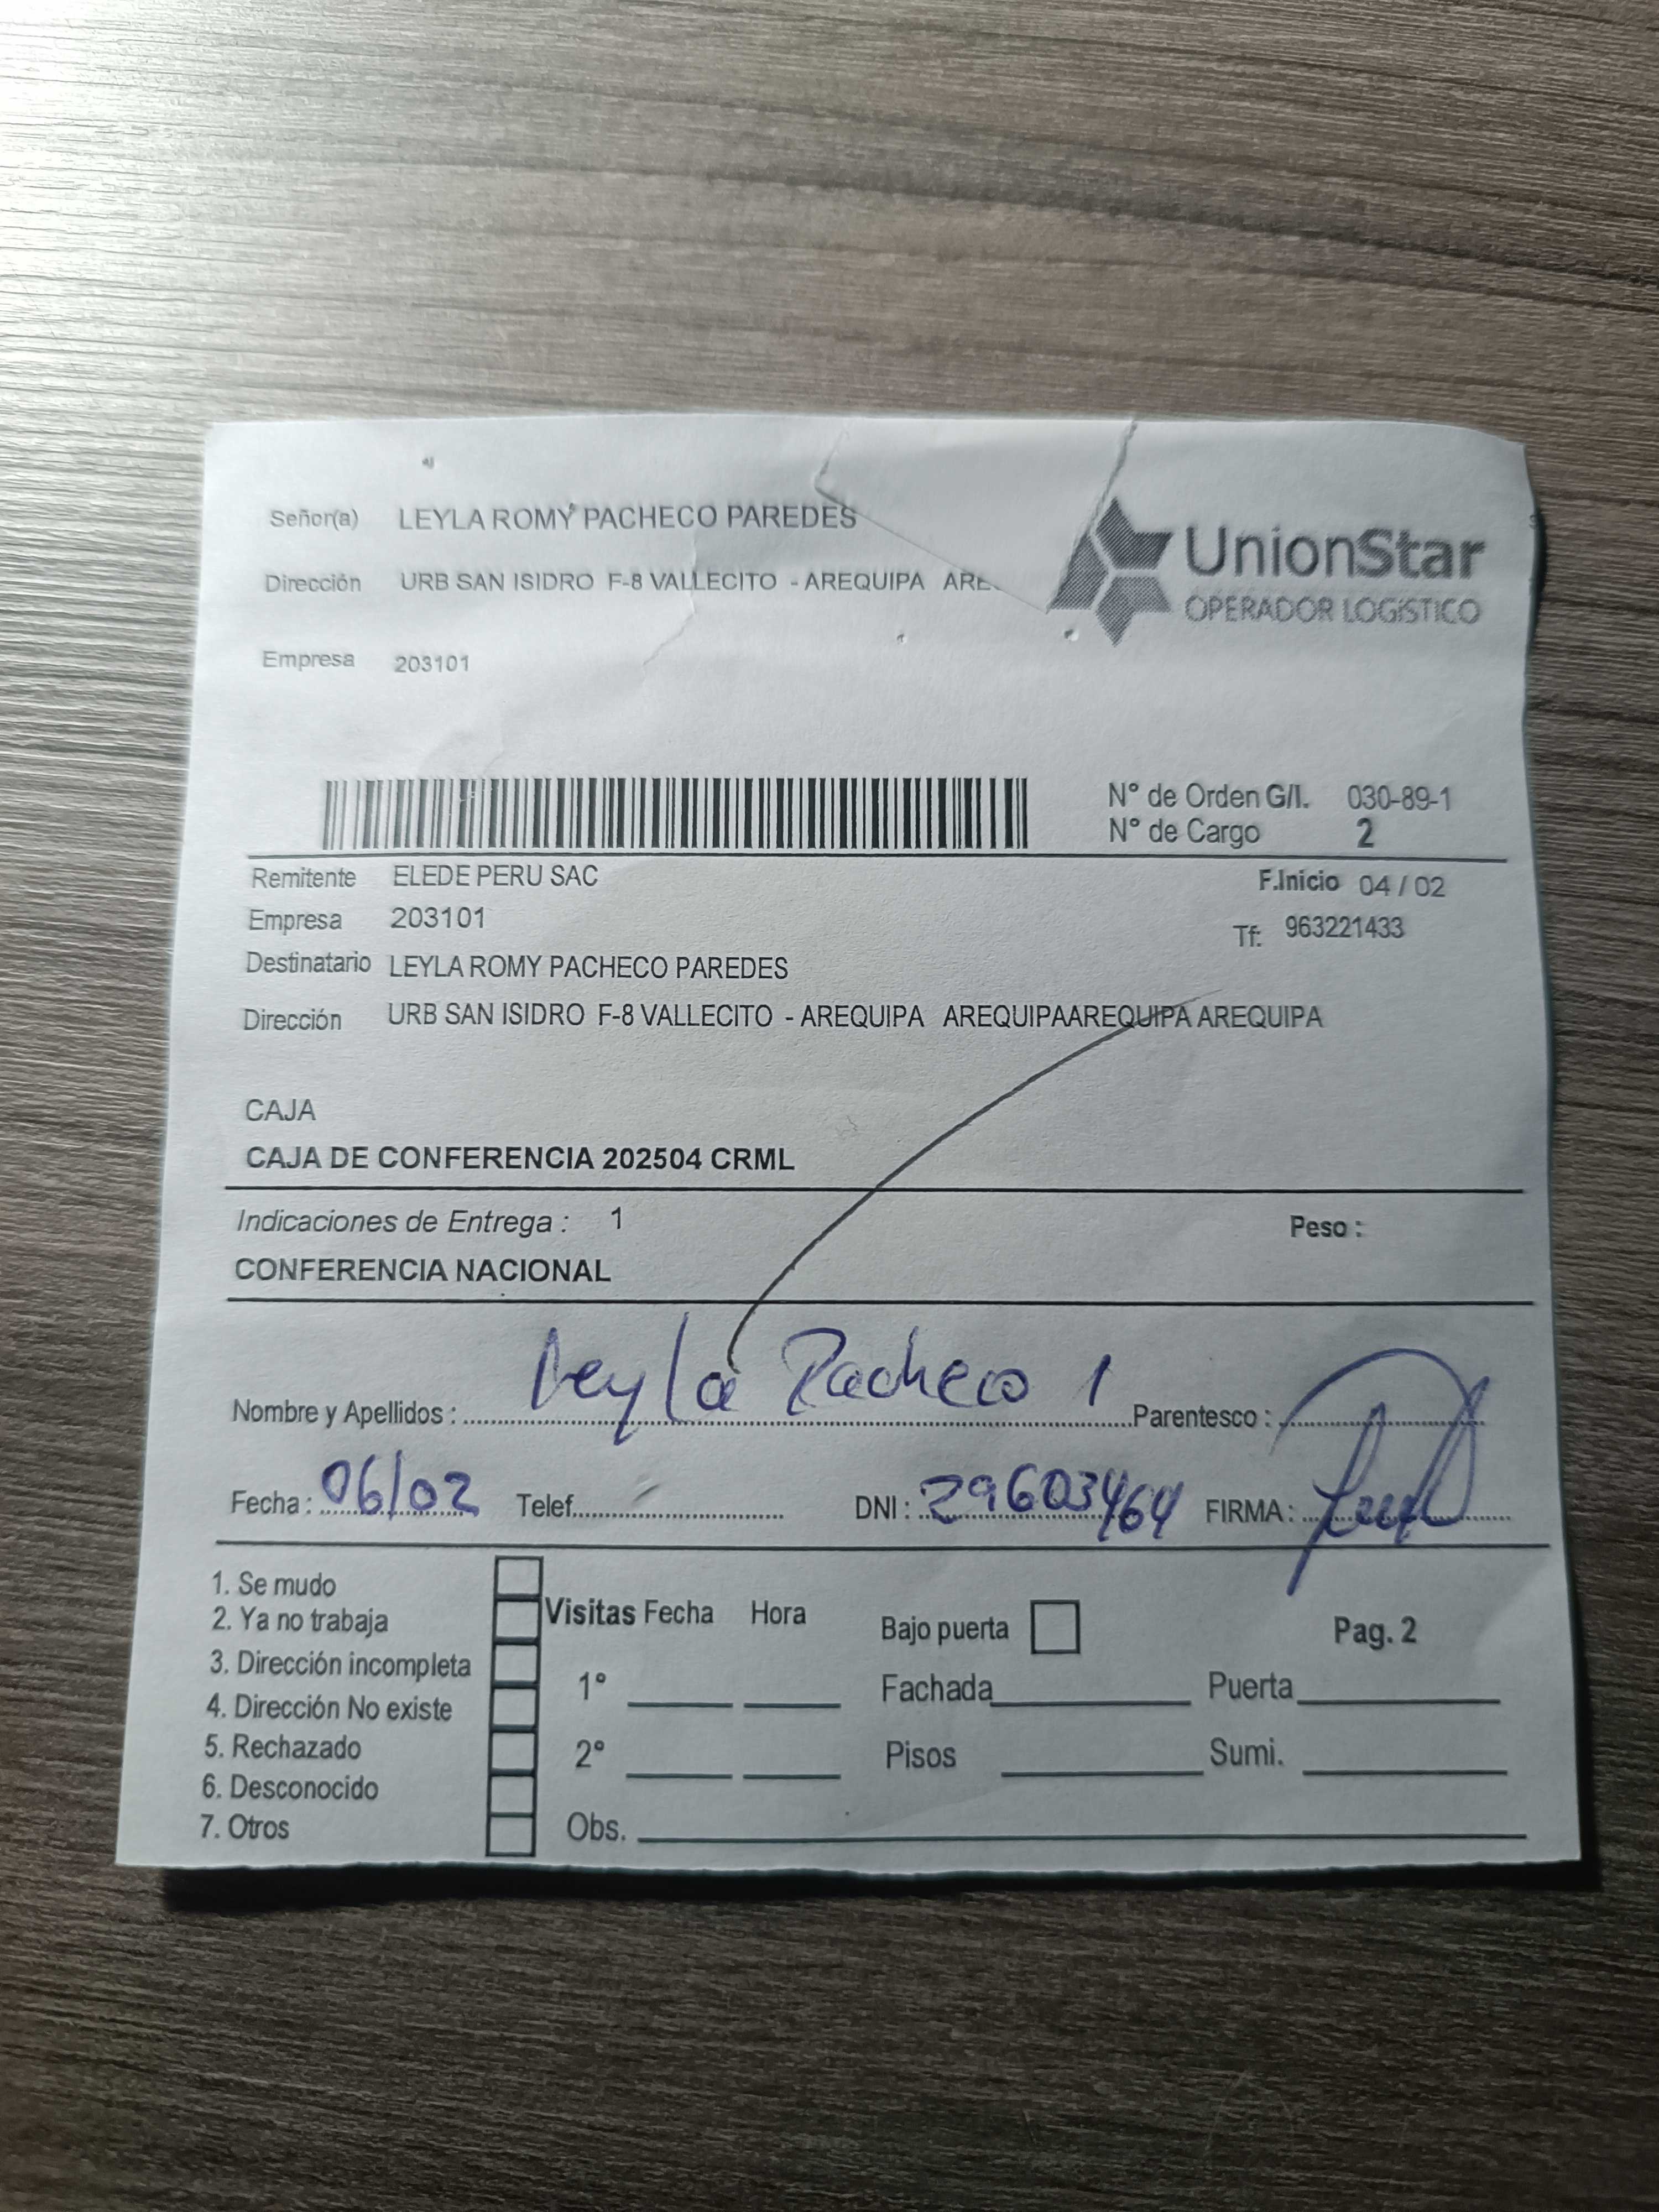 Señor(a) LEYLA ROMY PACHECO PAREDES
UnionStar
OPERADOR LOGíSTICO
Dirección URB SAN ISIDRO F-8 VALLECITO - AREQUIPA ARE
Empresa 203101
N° de Orden G/I. 030-89-1
N° de Cargo 2
Remitente ELEDE PERU SAC
F.Inicio 04 / 02
Empresa 203101
Tf: 963221433
Destinatario LEYLA ROMY PACHECO PAREDES
Dirección URB SAN ISIDRO F-8 VALLECITO - AREQUIPA AREQUIPAAREQUIPA AREQUIPA
CAJA
CAJA DE CONFERENCIA 202504 CRML
Indicaciones de Entrega : 1 Peso :
CONFERENCIA NACIONAL
Nombre y Apellidos : Leyla Pacheco 1 Parentesco :
Fecha : 06/02 Telef. DNI : 29603464 FIRMA :
1. Se mudo
2. Ya no trabaja
3. Dirección incompleta
4. Dirección No existe
5. Rechazado
6. Desconocido
7. Otros
Visitas Fecha Hora
1°
2°
Obs.
Bajo puerta Pag. 2
Fachada Puerta
Pisos Sumi.